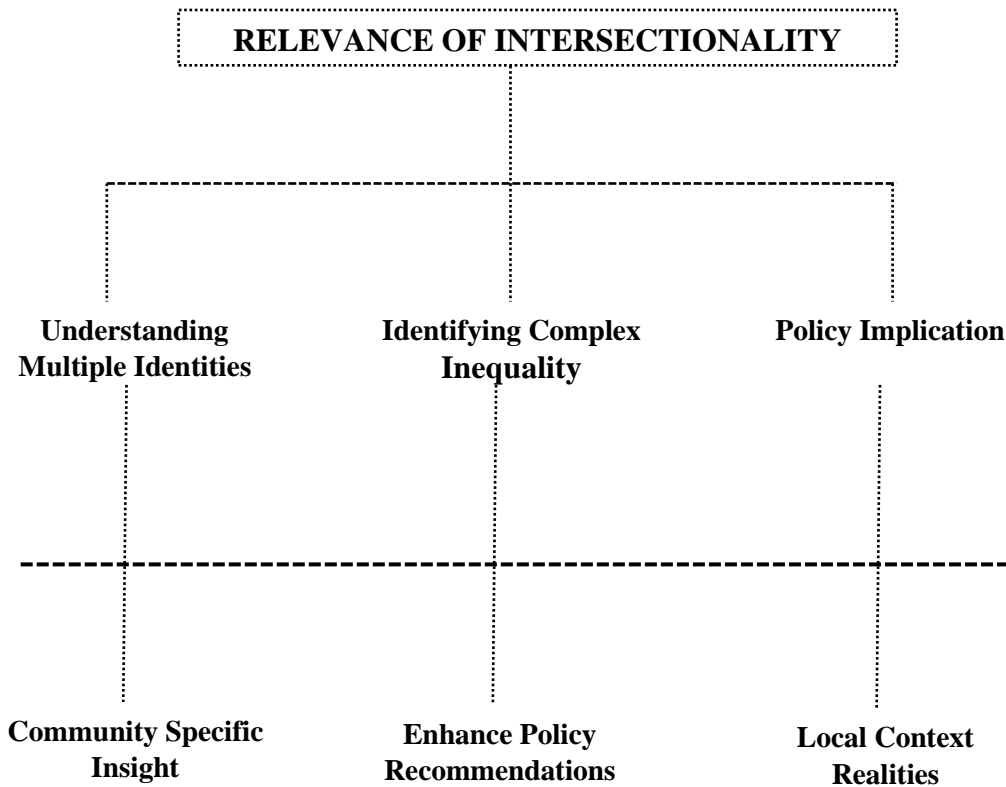 RELEVANCE OF INTERSECTIONALITY
Understanding
Multiple Identities
Identifying Complex
Inequality
Policy Implication
Community Specific
Insight
Enhance Policy
Recommendations
Local Context
Realities